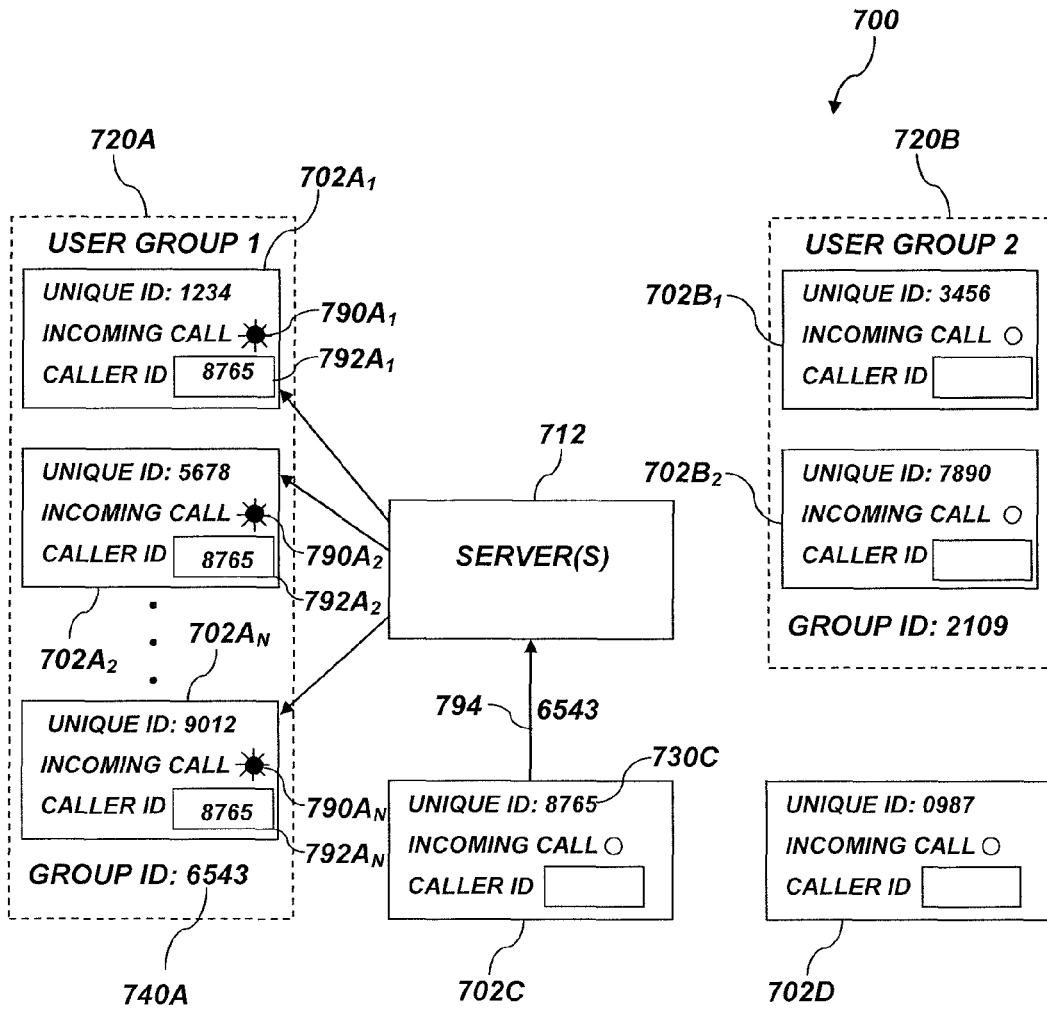 700
720A
720B
702A1
USER GROUP 1
UNIQUE ID: 1234
INCOMING CALL
CALLER ID 8765
790A1
792A1
UNIQUE ID: 5678
INCOMING CALL
CALLER ID 8765
790A2
792A2
702A2
702AN
UNIQUE ID: 9012
INCOMING CALL
CALLER ID 8765
790AN
792AN
GROUP ID: 6543
740A
712
SERVER(S)
794
6543
730C
UNIQUE ID: 8765
INCOMING CALL
CALLER ID
702C
USER GROUP 2
702B1
UNIQUE ID: 3456
INCOMING CALL
CALLER ID
702B2
UNIQUE ID: 7890
INCOMING CALL
CALLER ID
GROUP ID: 2109
UNIQUE ID: 0987
INCOMING CALL
CALLER ID
702D